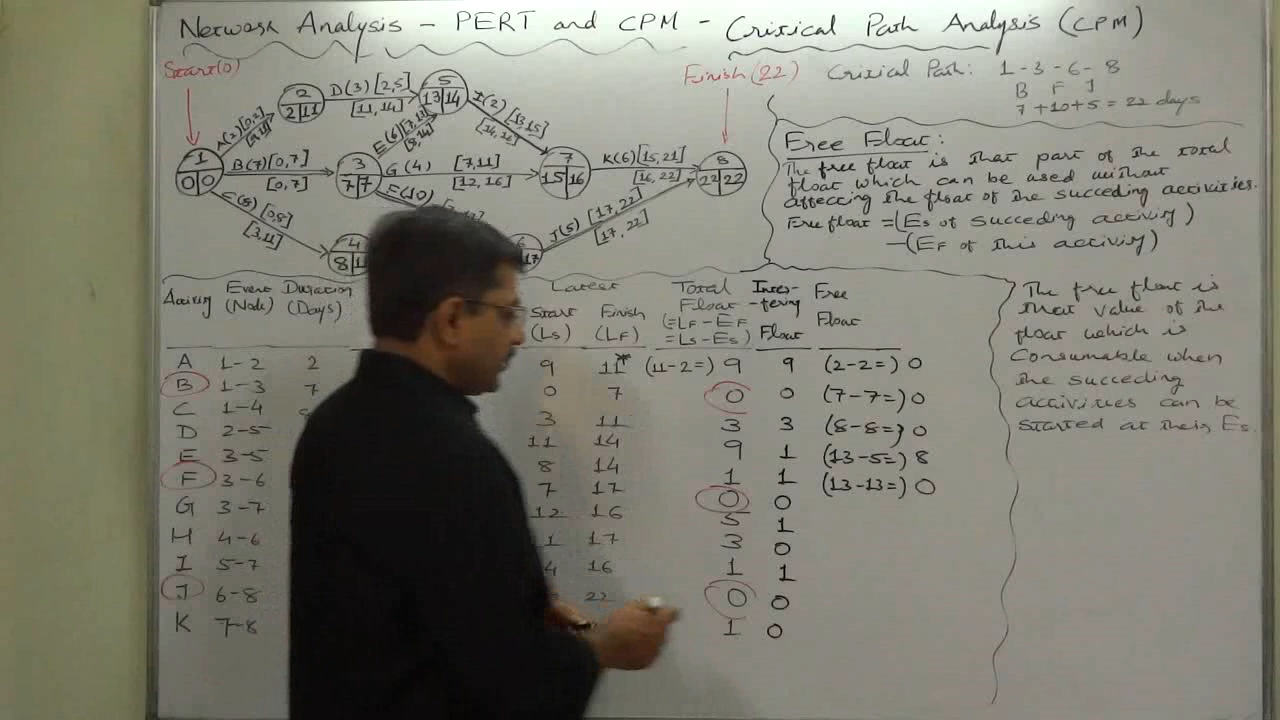 Network Analysis - PERT and CPM - Critical Path Analysis (CPM)
Start(0)
Finish(22)
Critical Path: 1-3-6-8
B F J
7+10+5=22 days
2
2|11
D(3) [2,5]
[11,14]
5
13|14
A(2)[0,2]
[9,11]
E(6)[7,13]
[8,14]
I(2) [13,15]
[14,16]
1
0|0
B(7)[0,7]
[0,7]
3
7|7
G(4) [7,11]
[12,16]
7
15|16
K(6)[15,21]
[16,22]
8
22|22
C(8) [0,8]
[3,11]
F(10)
J(5) [17,22]
[17,22]
4
8|1
17
Free Float:
The free float is that part of the total
float which can be used without
affecting the float of the succeding activities.
Free float = (Es of succeding activity)
-(EF of this activity)
Activity Event (Node) Duration (Days) Latest Start (Ls) Finish (LF) Total Float (=LF-EF =Ls-Es) Inter-fering Float Free Float
A 1-2 2 9 11* (11-2=) 9 9 (2-2=) 0
B 1-3 7 0 7 0 0 (7-7=) 0
C 1-4 3 11 3 3 (8-8=) 0
D 2-5 11 14 9 1 (13-5=) 8
E 3-5 8 14 1 1 (13-13=) 0
F 3-6 7 17 0 0
G 3-7 12 16 5 1
H 4-6 1 17 3 0
I 5-7 4 16 1 1
J 6-8 22 0 0
K 7-8 1 0
The free float is
that value of the
float which is
Consumable when
the succeding
activities can be
started at their Es.